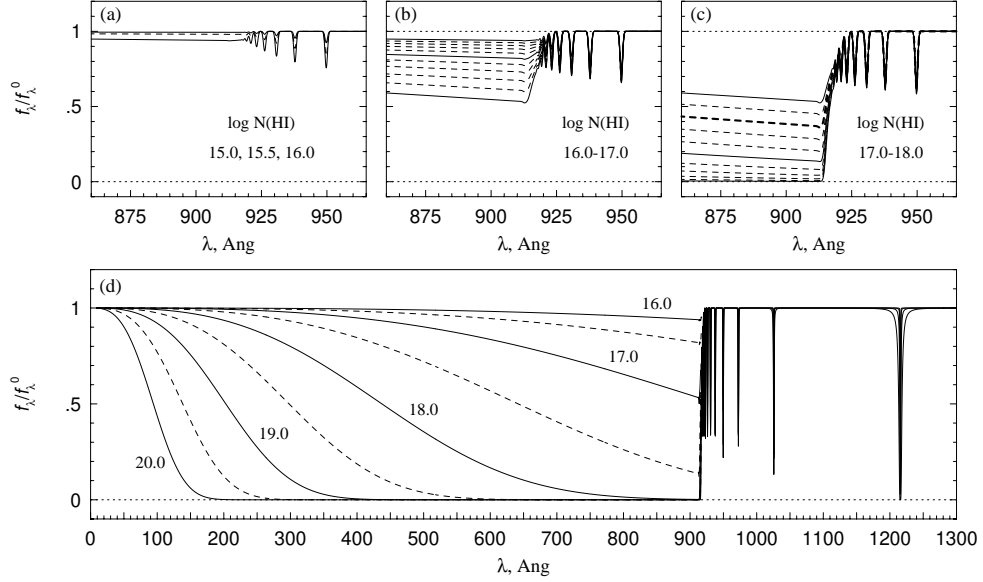 (a)
1
.5
0
f_λ/f_λ^0
log N(HI)
15.0, 15.5, 16.0
875 900 925 950
λ, Ang
(b)
log N(HI)
16.0-17.0
875 900 925 950
λ, Ang
(c)
log N(HI)
17.0-18.0
875 900 925 950
λ, Ang
(d)
1
.5
0
f_λ/f_λ^0
16.0
17.0
18.0
19.0
20.0
0 100 200 300 400 500 600 700 800 900 1000 1100 1200 1300
λ, Ang